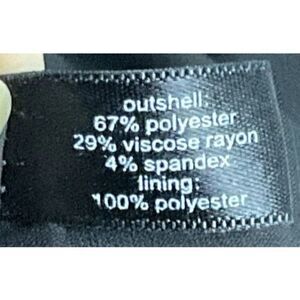 outshell:
67% polyester
29% viscose rayon
4% spandex
lining:
100% polyester